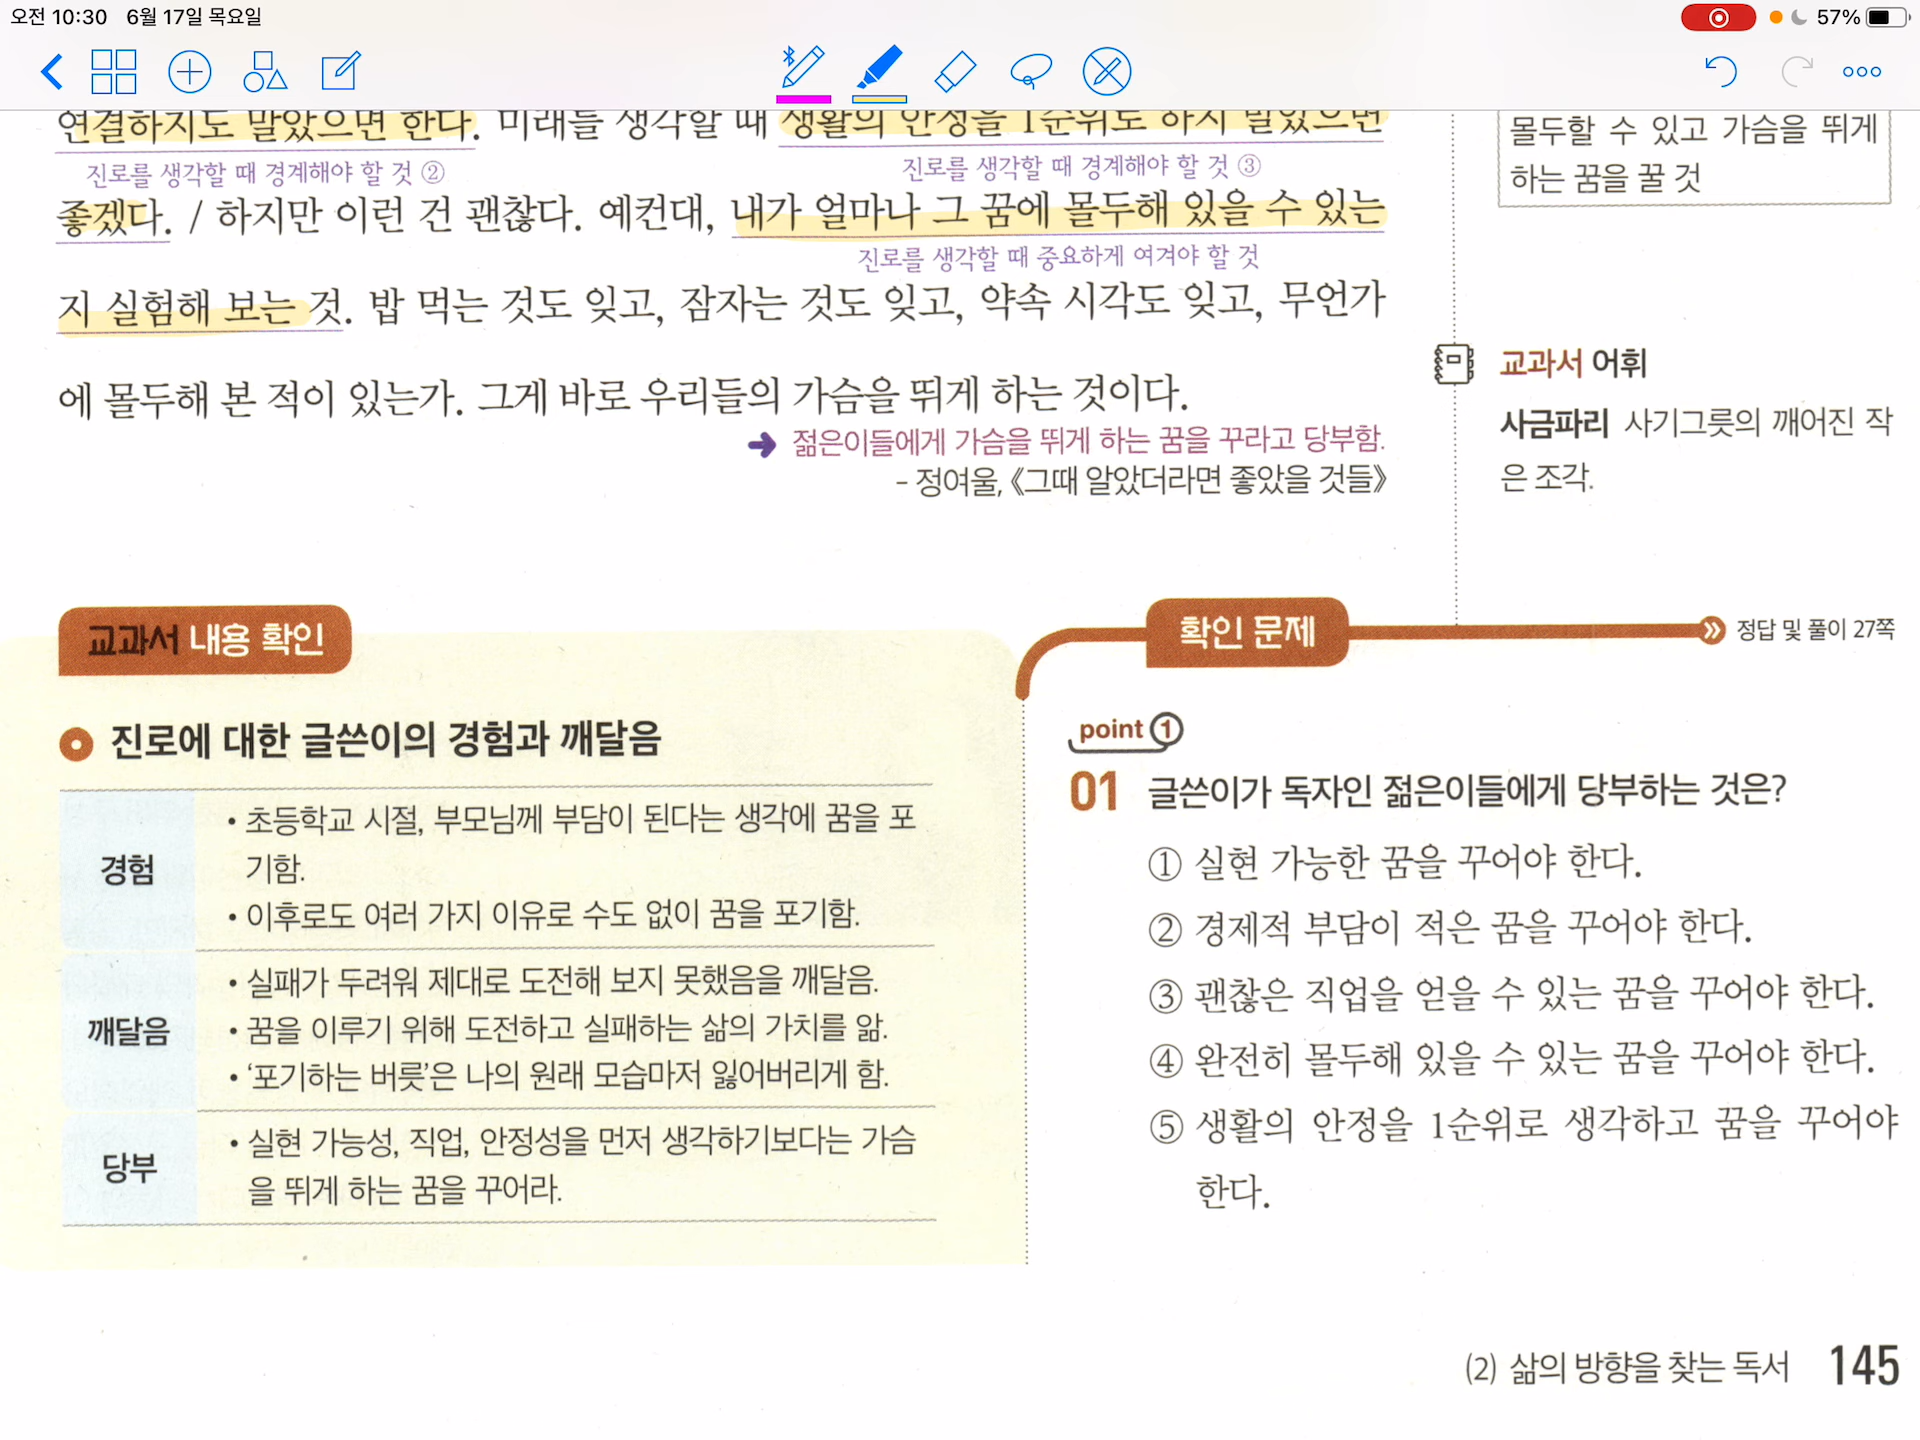 오전 10:30 6월 17일 목요일
57%
연결하지도 말았으면 한다. 미래를 생각할 때 생활의 안정을 1순위로 하지 말았으면
진로를 생각할 때 경계해야 할 것 ② 진로를 생각할 때 경계해야 할 것 ③
좋겠다. / 하지만 이런 건 괜찮다. 예컨대, 내가 얼마나 그 꿈에 몰두해 있을 수 있는
진로를 생각할 때 중요하게 여겨야 할 것
지 실험해 보는 것. 밥 먹는 것도 잊고, 잠자는 것도 잊고, 약속 시각도 잊고, 무언가
에 몰두해 본 적이 있는가. 그게 바로 우리들의 가슴을 뛰게 하는 것이다.
➜ 젊은이들에게 가슴을 뛰게 하는 꿈을 꾸라고 당부함.
- 정여울, 《그때 알았더라면 좋았을 것들》
몰두할 수 있고 가슴을 뛰게
하는 꿈을 꿀 것
교과서 어휘
사금파리 사기그릇의 깨어진 작
은 조각.
교과서 내용 확인
진로에 대한 글쓴이의 경험과 깨달음
경험
• 초등학교 시절, 부모님께 부담이 된다는 생각에 꿈을 포
기함.
• 이후로도 여러 가지 이유로 수도 없이 꿈을 포기함.
깨달음
• 실패가 두려워 제대로 도전해 보지 못했음을 깨달음.
• 꿈을 이루기 위해 도전하고 실패하는 삶의 가치를 앎.
• ‘포기하는 버릇’은 나의 원래 모습마저 잃어버리게 함.
당부
• 실현 가능성, 직업, 안정성을 먼저 생각하기보다는 가슴
을 뛰게 하는 꿈을 꾸어라.
확인 문제
정답 및 풀이 27쪽
point 1
01 글쓴이가 독자인 젊은이들에게 당부하는 것은?
① 실현 가능한 꿈을 꾸어야 한다.
② 경제적 부담이 적은 꿈을 꾸어야 한다.
③ 괜찮은 직업을 얻을 수 있는 꿈을 꾸어야 한다.
④ 완전히 몰두해 있을 수 있는 꿈을 꾸어야 한다.
⑤ 생활의 안정을 1순위로 생각하고 꿈을 꾸어야
한다.
(2) 삶의 방향을 찾는 독서 145